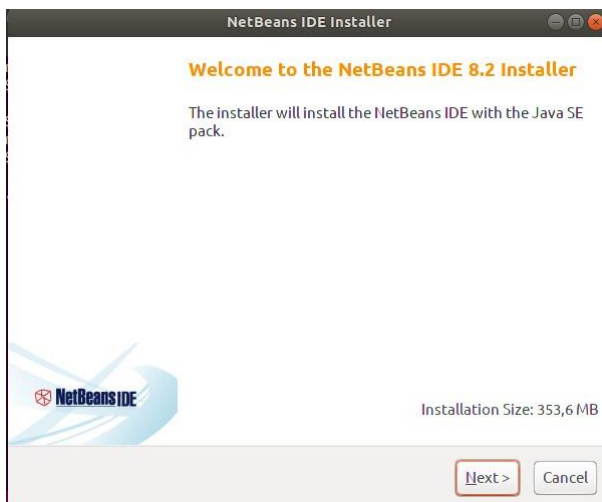 NetBeans IDE Installer
Welcome to the NetBeans IDE 8.2 Installer
The installer will install the NetBeans IDE with the Java SE
pack.
NetBeans IDE
Installation Size: 353,6 MB
Next > Cancel